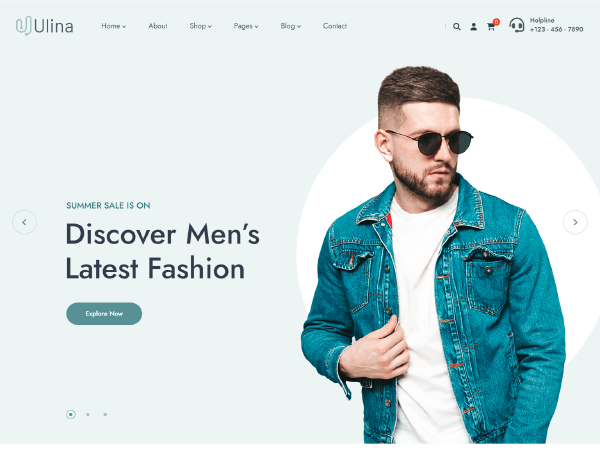 Ulina
Home
About
Shop
Pages
Blog
Contact
0
Helpline
+123 - 456 - 7890
SUMMER SALE IS ON
Discover Men's
Latest Fashion
Explore Now